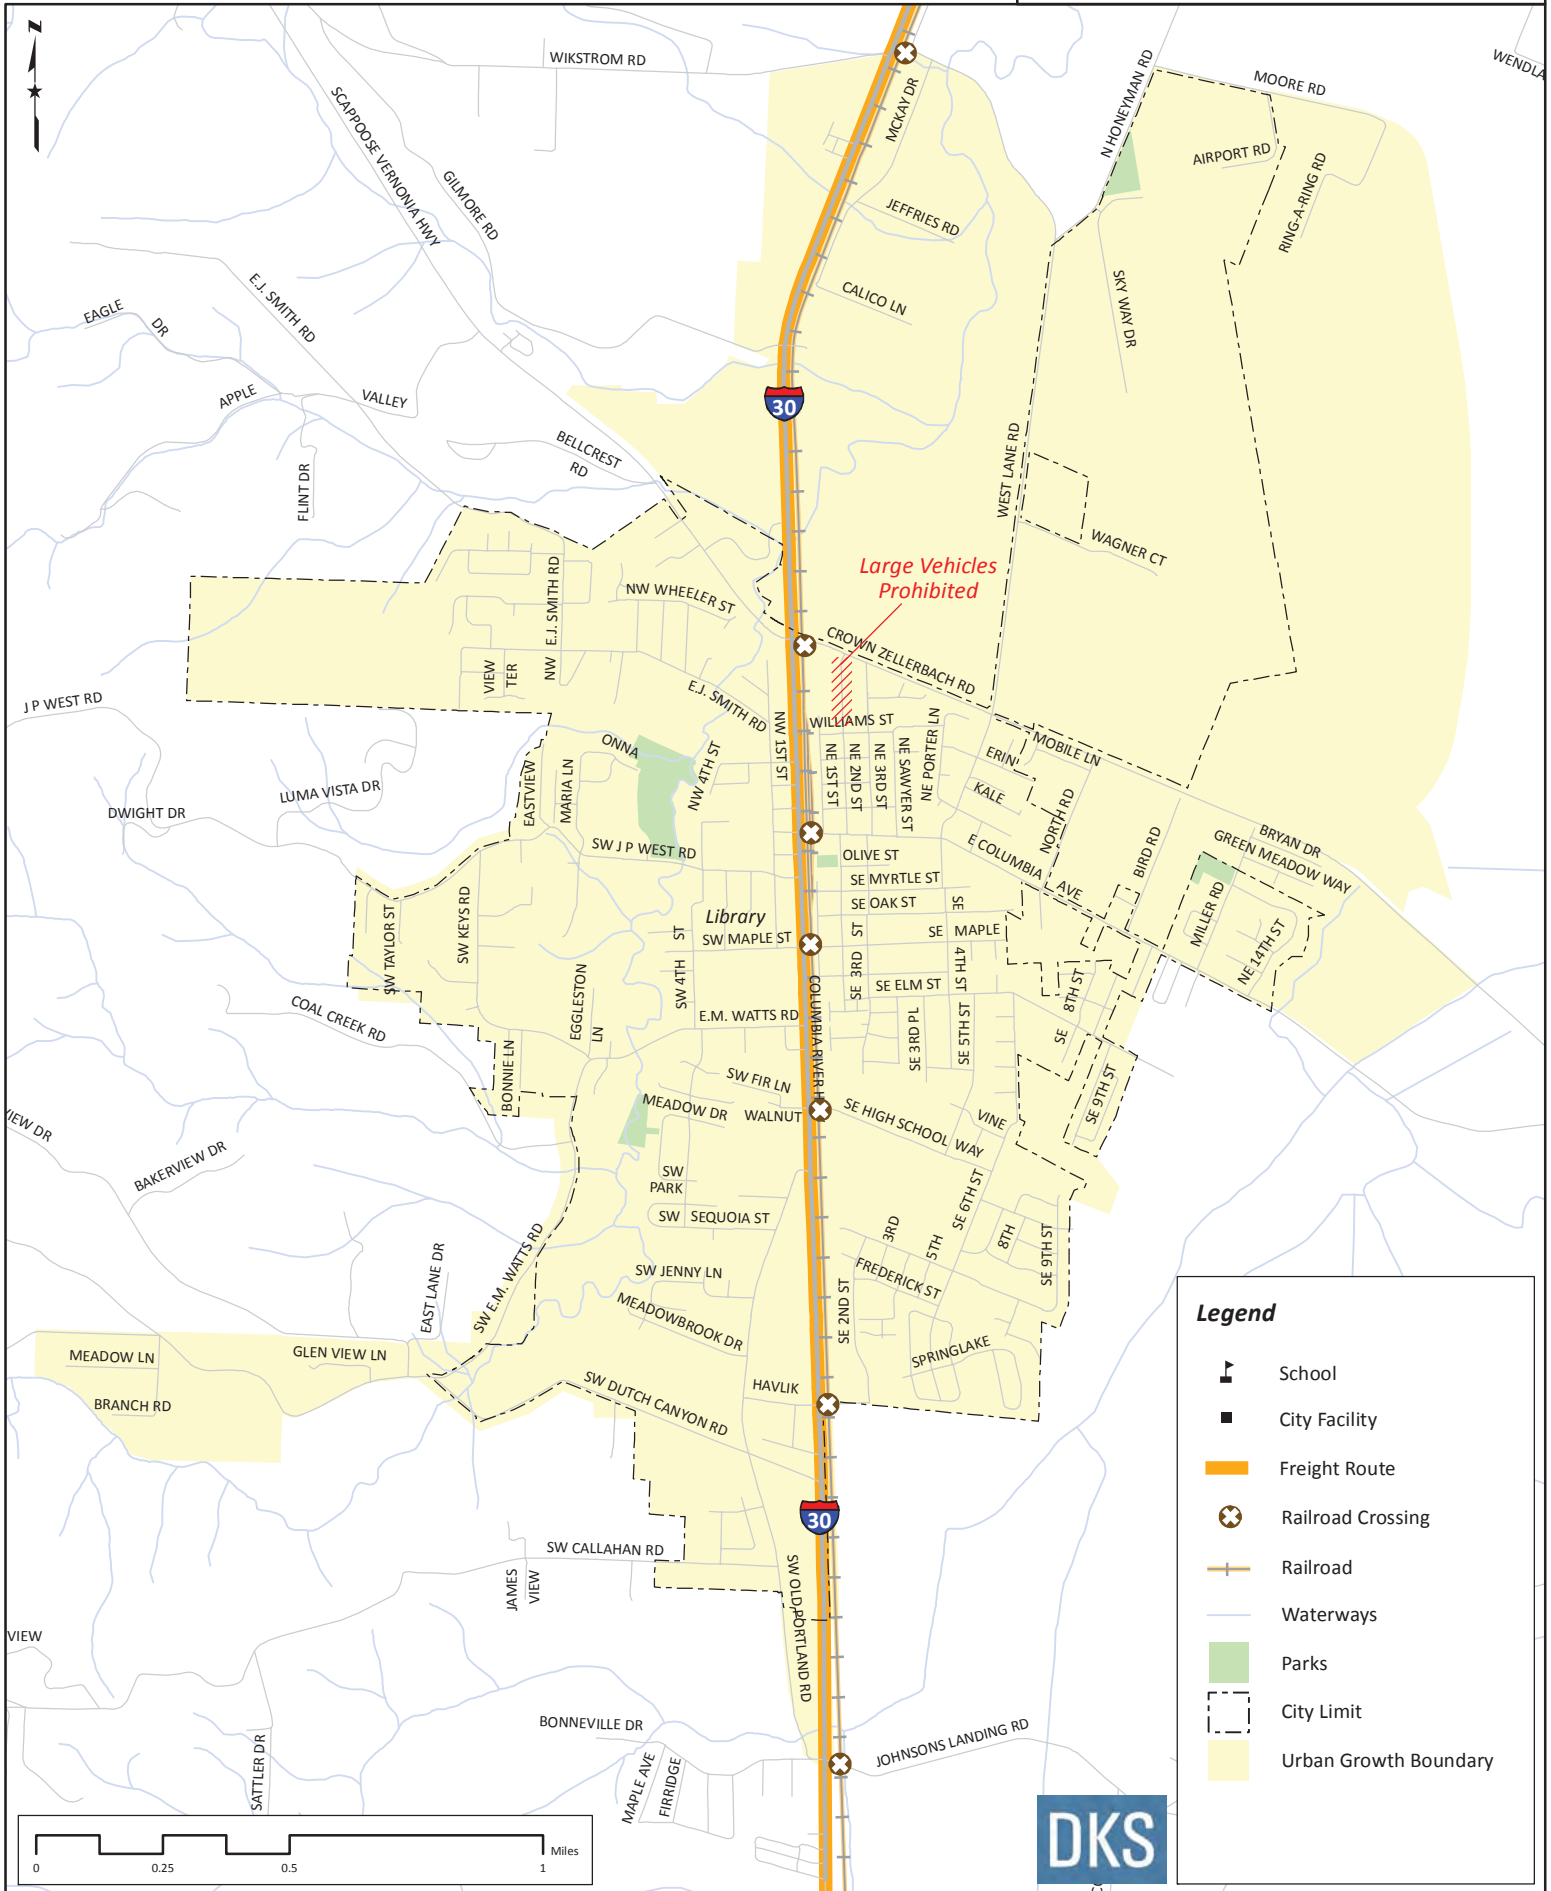 Z
WIKSTROM RD
MCKAY DR
N HONEYMAN RD
MOORE RD
SCAPPOOSE VERNONIA HWY
GILMORE RD
AIRPORT RD
RING-A-RING RD
JEFFRIES RD
E.J. SMITH RD
EAGLE
DR
CALICO LN
SKY WAY DR
APPLE
VALLEY
30
FLINT DR
BELLCREST
RD
WEST LANE RD
WAGNER CT
Large Vehicles
Prohibited
NW E.J. SMITH RD
NW WHEELER ST
VIEW
TER
CROWN ZELLERBACH RD
J P WEST RD
E.J. SMITH RD
NW 1ST ST
WILLIAMS ST
ONNA
NW 4TH ST
NE 1ST ST
NE 2ND ST
NE 3RD ST
NE SAWYER ST
NE PORTER LN
ERIN
MOBILE LN
KALE
NORTH RD
LUMA VISTA DR
DWIGHT DR
EASTVIEW
MARIA LN
SW J P WEST RD
OLIVE ST
E COLUMBIA
AVE
BIRD RD
BRYAN DR
GREEN MEADOW WAY
SE MYRTLE ST
SE OAK ST
SE
4TH ST
MILLER RD
NE 14TH ST
SW TAYLOR ST
SW KEYS RD
Library
SW MAPLE ST
SE MAPLE
SW 4TH
ST
SE 3RD
ST
SE ELM ST
SE
8TH ST
EGGLESTON
LN
COAL CREEK RD
E.M. WATTS RD
COLUMBIA RIVER H
SE 3RD PL
SE 5TH ST
BONNIE LN
SW FIR LN
MEADOW DR
WALNUT
SE HIGH SCHOOL WAY
VINE
SE 9TH ST
IEW DR
BAKERVIEW DR
SW
PARK
SW SEQUOIA ST
SE 6TH ST
3RD
5TH
8TH
SE 9TH ST
SW E.M. WATTS RD
EAST LANE DR
SW JENNY LN
FREDERICK ST
SE 2ND ST
MEADOWBROOK DR
SPRINGLAKE
MEADOW LN
GLEN VIEW LN
BRANCH RD
SW DUTCH CANYON RD
HAVLIK
30
SW CALLAHAN RD
JAMES
VIEW
SW OLD PORTLAND RD
VIEW
BONNEVILLE DR
JOHNSONS LANDING RD
SATTLER DR
MAPLE AVE
FIRRIDGE
Legend
School
City Facility
Freight Route
Railroad Crossing
Railroad
Waterways
Parks
City Limit
Urban Growth Boundary
0 0.25 0.5 1 Miles
DKS